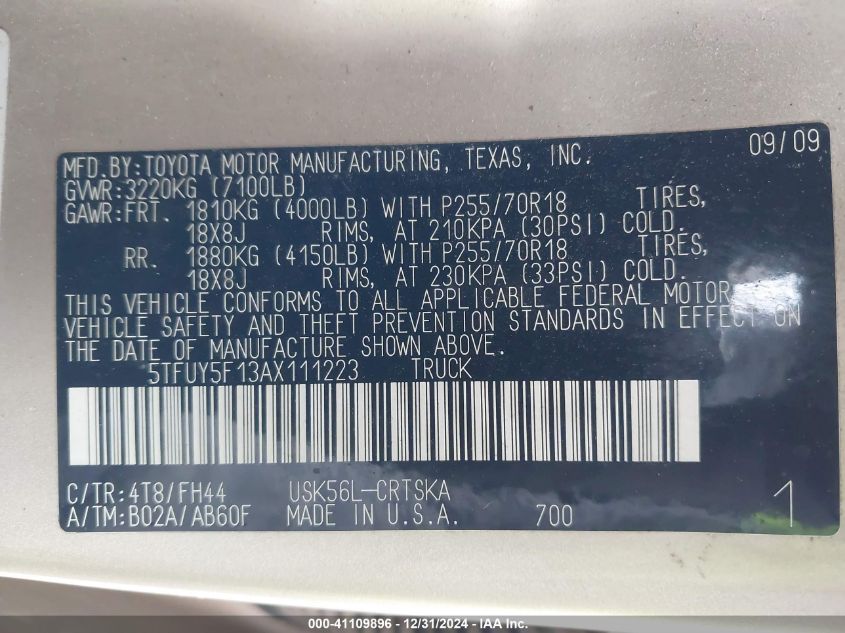 09/09
MFD.BY:TOYOTA MOTOR MANUFACTURING, TEXAS, INC.
GVWR:3220KG (7100LB)
GAWR:FRT. 1810KG (4000LB) WITH P255/70R18 TIRES,
18X8J RIMS, AT 210KPA (30PSI) COLD.
RR. 1880KG (4150LB) WITH P255/70R18 TIRES,
18X8J RIMS, AT 230KPA (33PSI) COLD.
THIS VEHICLE CONFORMS TO ALL APPLICABLE FEDERAL MOTOR
VEHICLE SAFETY AND THEFT PREVENTION STANDARDS IN EFFECT ON
THE DATE OF MANUFACTURE SHOWN ABOVE.
5TFUY5F13AX111223 TRUCK
C/TR:4T8/FH44 USK56L-CRTSKA
A/TM:B02A/AB60F MADE IN U.S.A. 700 1
000-41109896 - 12/31/2024 - IAA Inc.